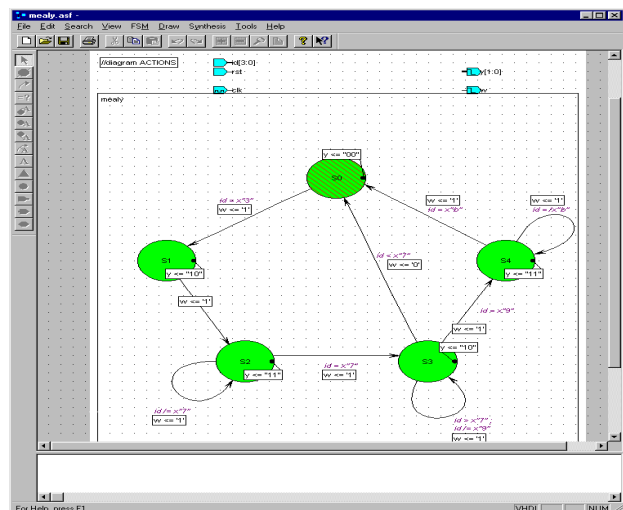 mealy.asf -
File Edit Search View FSM Draw Synthesis Tools Help
//diagram ACTIONS
id[3:0]
rst
y[1:0]
clk
w
mealy
y <= "00"
S0
id = x"3"
w <= '1'
w <= '1'
id = x"b"
w <= '1'
id = /x"b"
S1
y <= "10"
id < x"7"
w <= '0'
S4
y <= "11"
w <= '1'
id = x"9"
w <= '1'
y <= "10"
S2
y <= "11"
id = x"7"
w <= '1'
S3
id /= x"7"
w <= '1'
id > x"7" ,
id /= x"9"
w <= '1'
For Help, press F1
VHDL
NUM